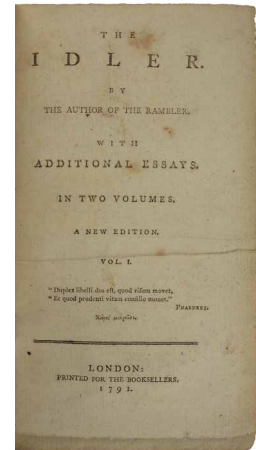 THE
IDLER.
BY
THE AUTHOR OF THE RAMBLER.
WITH
ADDITIONAL ESSAYS.
IN TWO VOLUMES.
A NEW EDITION.
VOL. I.
"Duplex libelli dos est, quod risum movet,
"Et quod prudenti vitam consilio monet."
PHAEDRUS.
LONDON:
PRINTED FOR THE BOOKSELLERS.
1792.